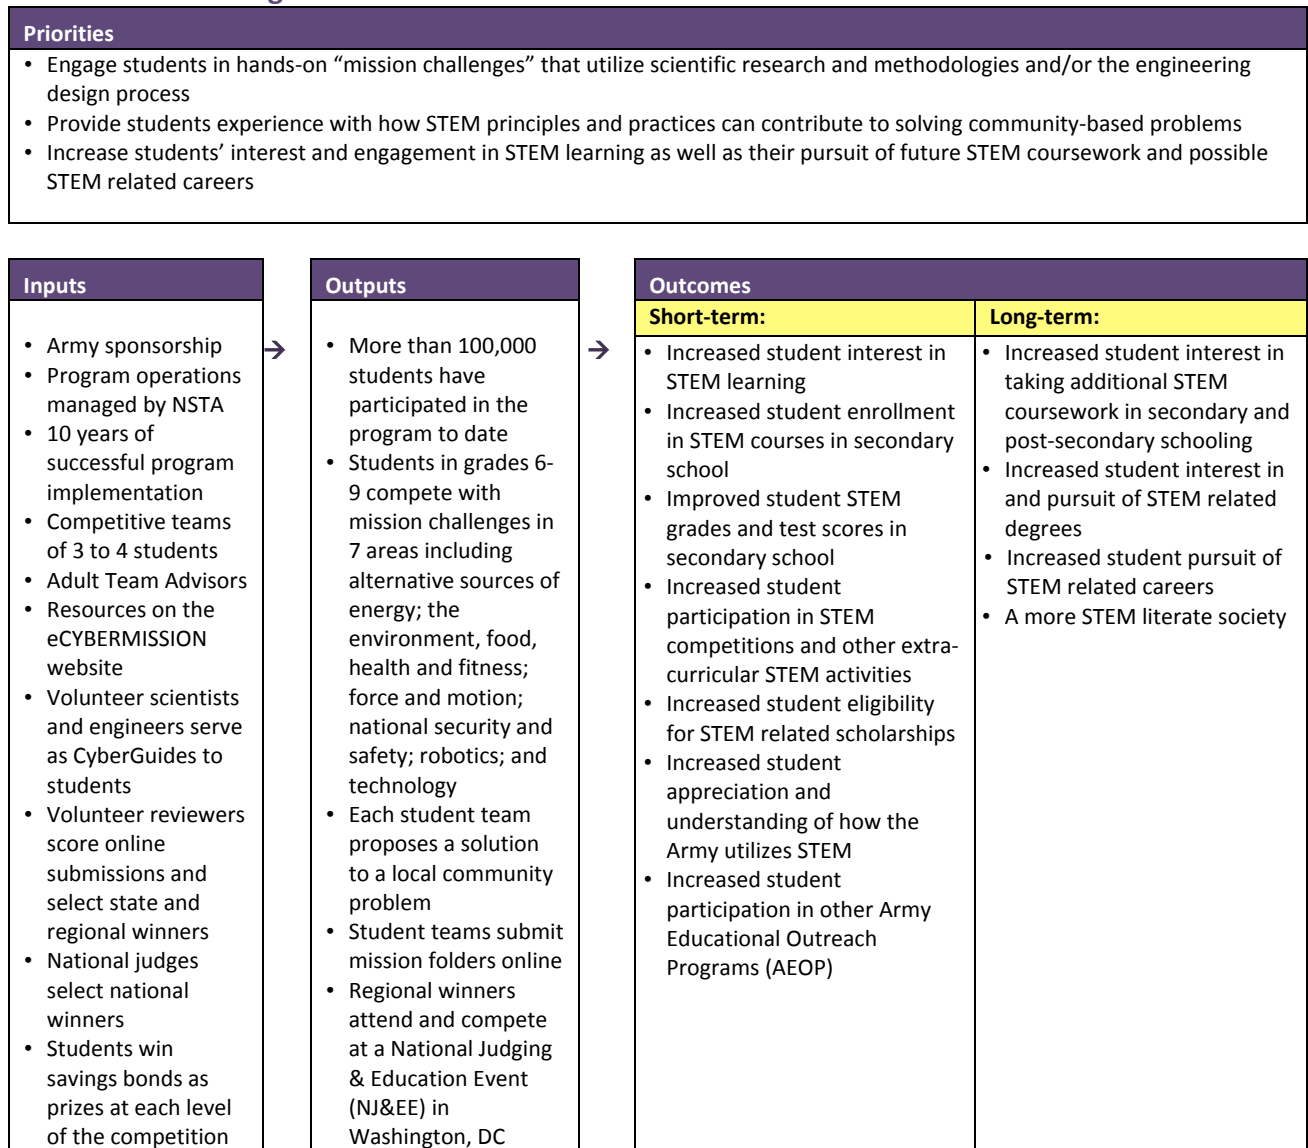 Priorities
• Engage students in hands-on “mission challenges” that utilize scientific research and methodologies and/or the engineering
design process
• Provide students experience with how STEM principles and practices can contribute to solving community-based problems
• Increase students’ interest and engagement in STEM learning as well as their pursuit of future STEM coursework and possible
STEM related careers
Inputs
• Army sponsorship
• Program operations
managed by NSTA
• 10 years of
successful program
implementation
• Competitive teams
of 3 to 4 students
• Adult Team Advisors
• Resources on the
eCYBERMISSION
website
• Volunteer scientists
and engineers serve
as CyberGuides to
students
• Volunteer reviewers
score online
submissions and
select state and
regional winners
• National judges
select national
winners
• Students win
savings bonds as
prizes at each level
of the competition
→
Outputs
• More than 100,000
students have
participated in the
program to date
• Students in grades 6-
9 compete with
mission challenges in
7 areas including
alternative sources of
energy; the
environment, food,
health and fitness;
force and motion;
national security and
safety; robotics; and
technology
• Each student team
proposes a solution
to a local community
problem
• Student teams submit
mission folders online
• Regional winners
attend and compete
at a National Judging
& Education Event
(NJ&EE) in
Washington, DC
→
Outcomes
Short-term:
• Increased student interest in
STEM learning
• Increased student enrollment
in STEM courses in secondary
school
• Improved student STEM
grades and test scores in
secondary school
• Increased student
participation in STEM
competitions and other extra-
curricular STEM activities
• Increased student eligibility
for STEM related scholarships
• Increased student
appreciation and
understanding of how the
Army utilizes STEM
• Increased student
participation in other Army
Educational Outreach
Programs (AEOP)
Long-term:
• Increased student interest in
taking additional STEM
coursework in secondary and
post-secondary schooling
• Increased student interest in
and pursuit of STEM related
degrees
• Increased student pursuit of
STEM related careers
• A more STEM literate society